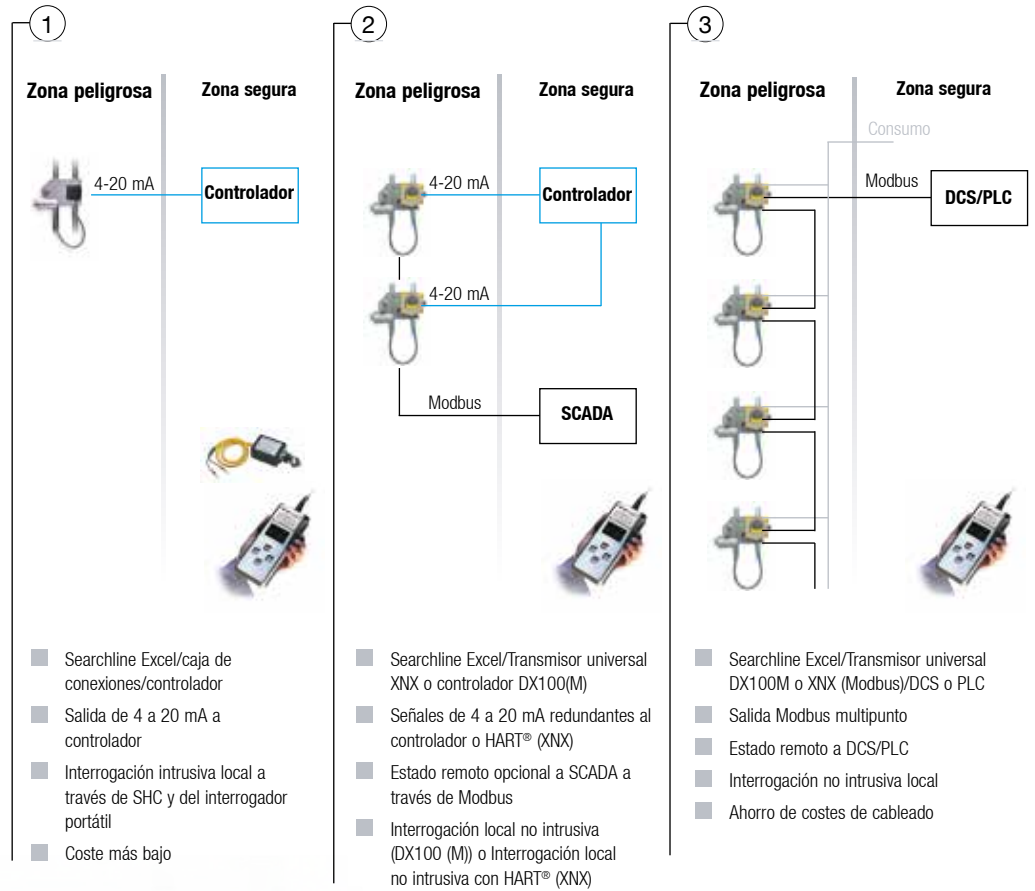 1
Zona peligrosa
Zona segura
4-20 mA
Controlador
Searchline Excel/caja de
conexiones/controlador
Salida de 4 a 20 mA a
controlador
Interrogación intrusiva local a
través de SHC y del interrogador
portátil
Coste más bajo
2
Zona peligrosa
Zona segura
4-20 mA
Controlador
4-20 mA
Modbus
SCADA
Searchline Excel/Transmisor universal
XNX o controlador DX100(M)
Señales de 4 a 20 mA redundantes al
controlador o HART® (XNX)
Estado remoto opcional a SCADA a
través de Modbus
Interrogación local no intrusiva
(DX100 (M)) o Interrogación local
no intrusiva con HART® (XNX)
3
Zona peligrosa
Zona segura
Consumo
Modbus
DCS/PLC
Searchline Excel/Transmisor universal
DX100M o XNX (Modbus)/DCS o PLC
Salida Modbus multipunto
Estado remoto a DCS/PLC
Interrogación no intrusiva local
Ahorro de costes de cableado